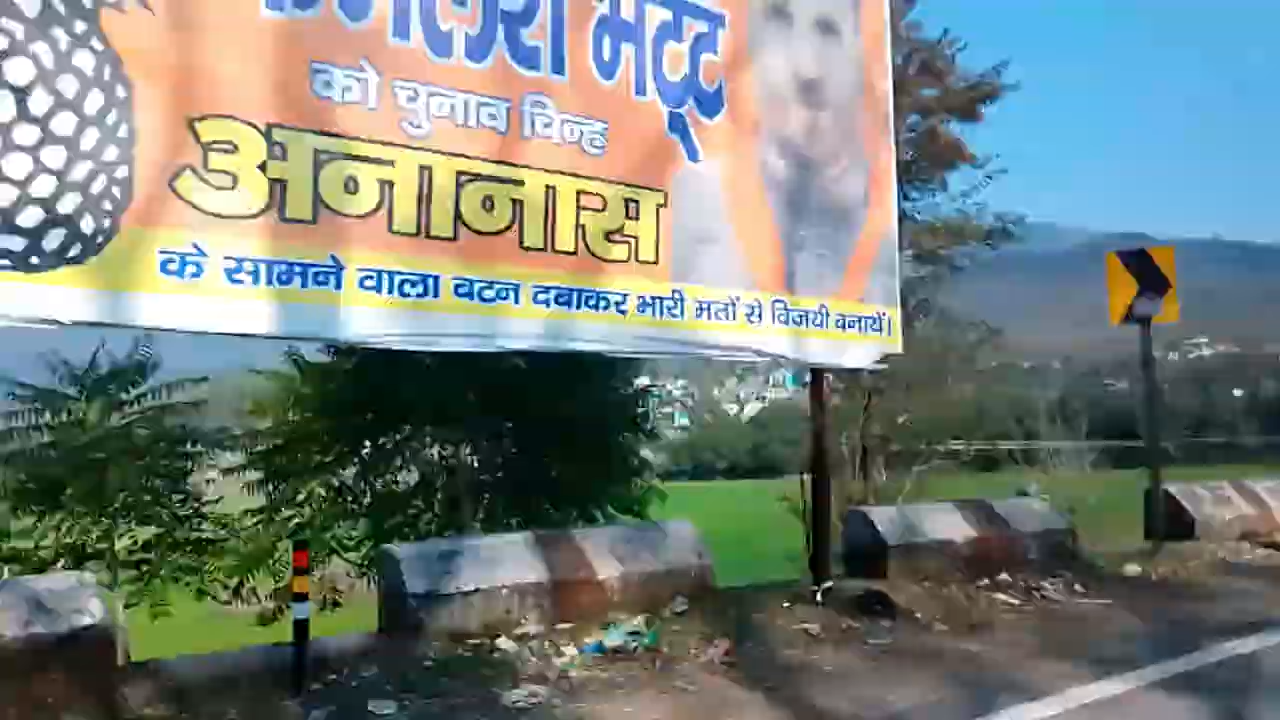 भट्ट
को चुनाव चिन्ह
अनानास
के सामने वाला बटन दबाकर भारी मतों से विजयी बनायें।